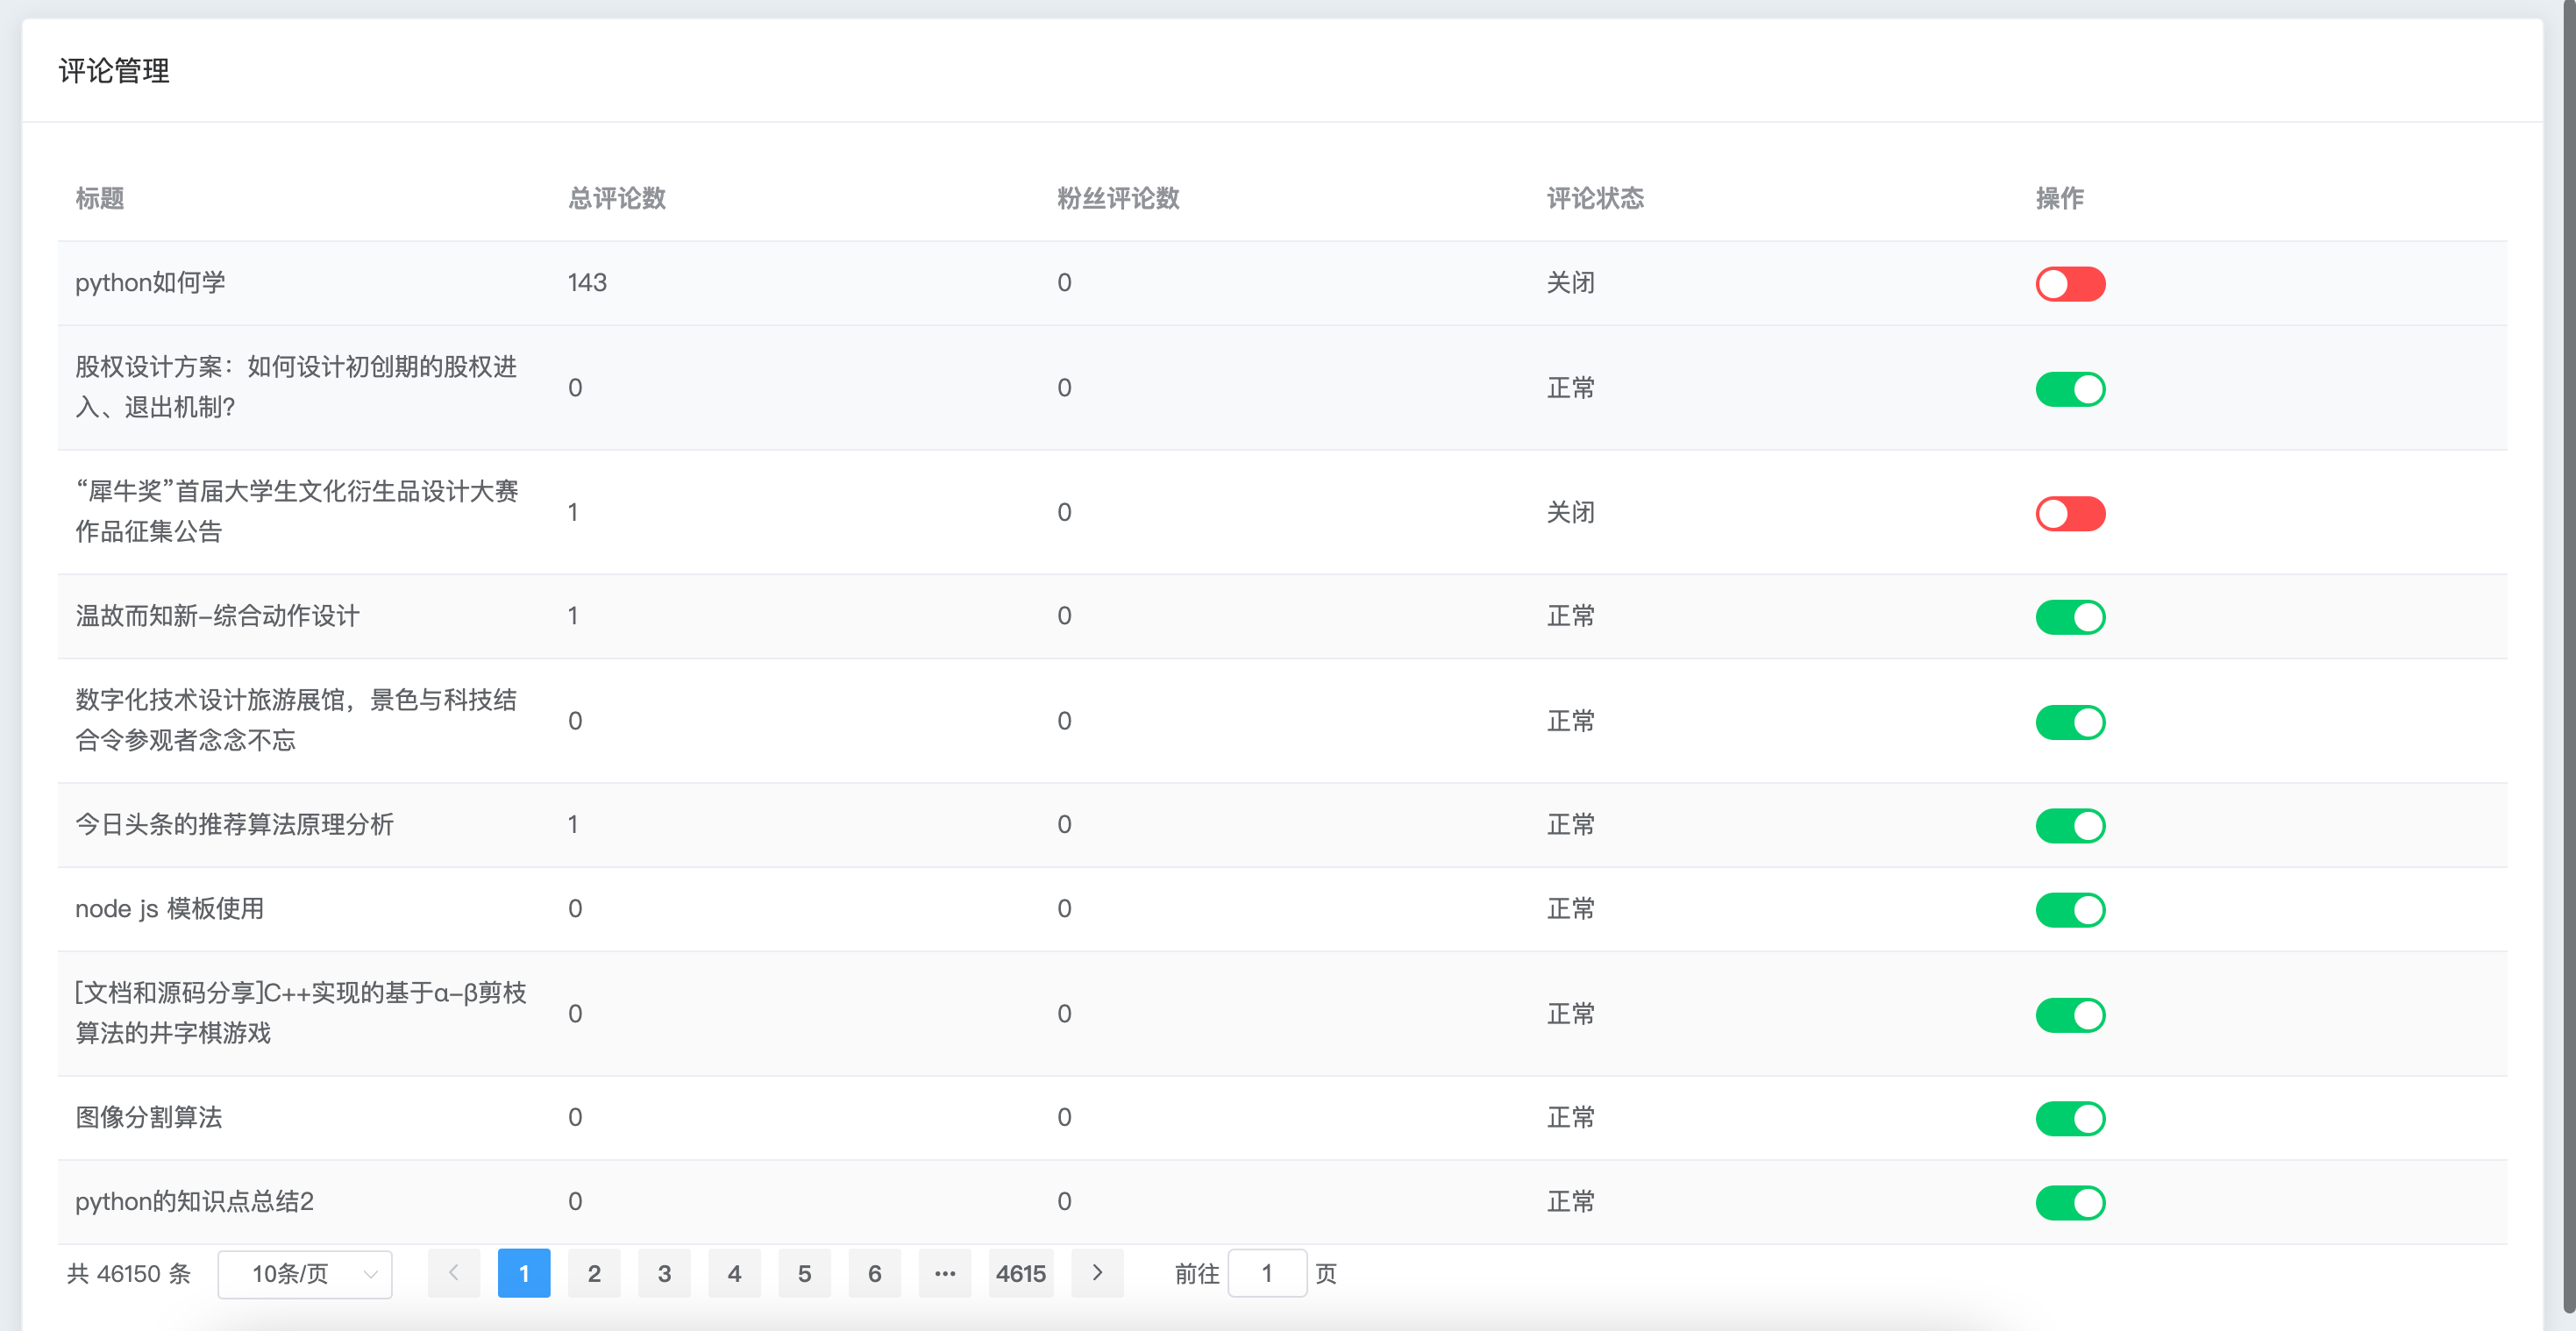 评论管理
标题 总评论数 粉丝评论数 评论状态 操作
python如何学 143 0 关闭
股权设计方案：如何设计初创期的股权进
入、退出机制? 0 0 正常
“犀牛奖”首届大学生文化衍生品设计大赛
作品征集公告 1 0 关闭
温故而知新–综合动作设计 1 0 正常
数字化技术设计旅游展馆，景色与科技结
合令参观者念念不忘 0 0 正常
今日头条的推荐算法原理分析 1 0 正常
node js 模板使用 0 0 正常
[文档和源码分享]C++实现的基于α–β剪枝
算法的井字棋游戏 0 0 正常
图像分割算法 0 0 正常
python的知识点总结2 0 0 正常
共 46150 条 10条/页 1 2 3 4 5 6 ••• 4615 前往 1 页